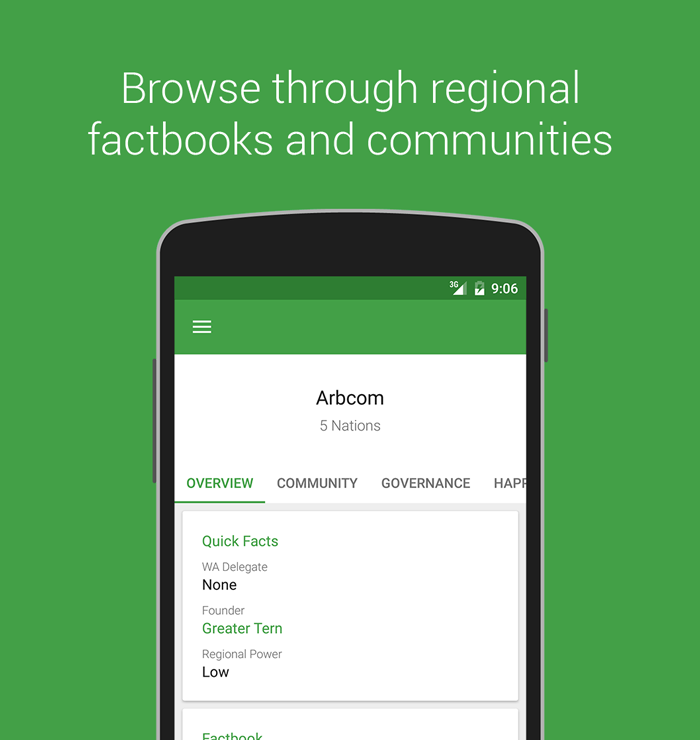 Browse through regional
factbooks and communities
3G 9:06
Arbcom
5 Nations
OVERVIEW COMMUNITY GOVERNANCE HAPP
Quick Facts
WA Delegate
None
Founder
Greater Tern
Regional Power
Low
Factbook